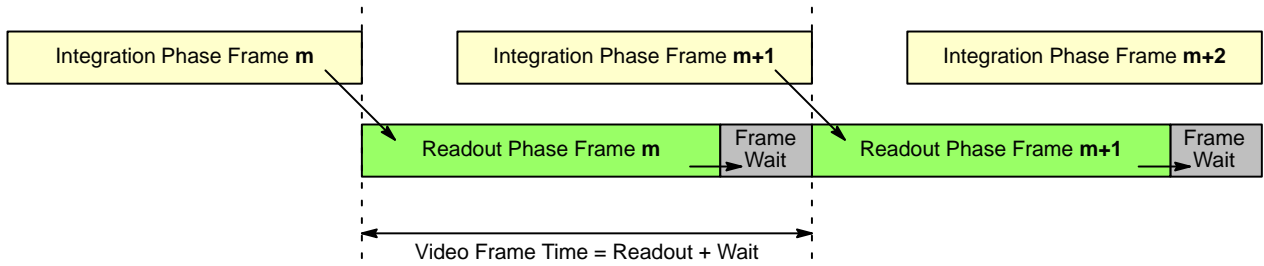 Integration Phase Frame m
Integration Phase Frame m+1
Integration Phase Frame m+2
Readout Phase Frame m
Frame
Wait
Readout Phase Frame m+1
Frame
Wait
Video Frame Time = Readout + Wait